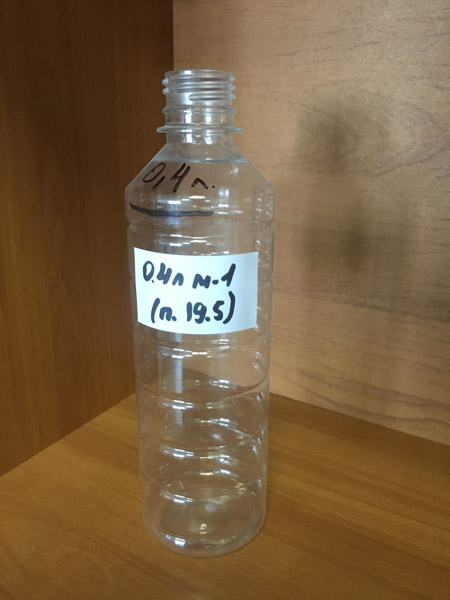 0,4 л.
0.4л м-1
(п. 19.5)